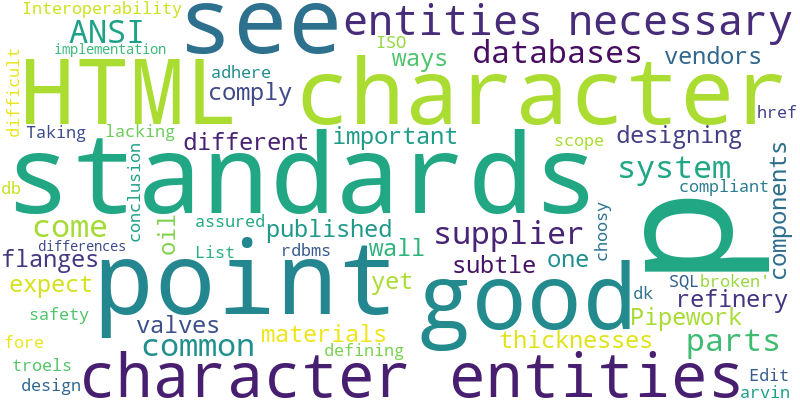 Interoperability see entities necessary
ANSI ISO
implementation ways databases vendors
difficult HTML adhere character
comply href
Taking lacking different important scope designing
standards system
db conclusion compliant components
come oil assured published supplier choosy p
differences List rdbms wall one
flanges point subtle
expect yet good SQL broken'
safety dk refinery
valves materials Pipework
fore common thicknesses parts
troels defining
design character entities Edit
arvin